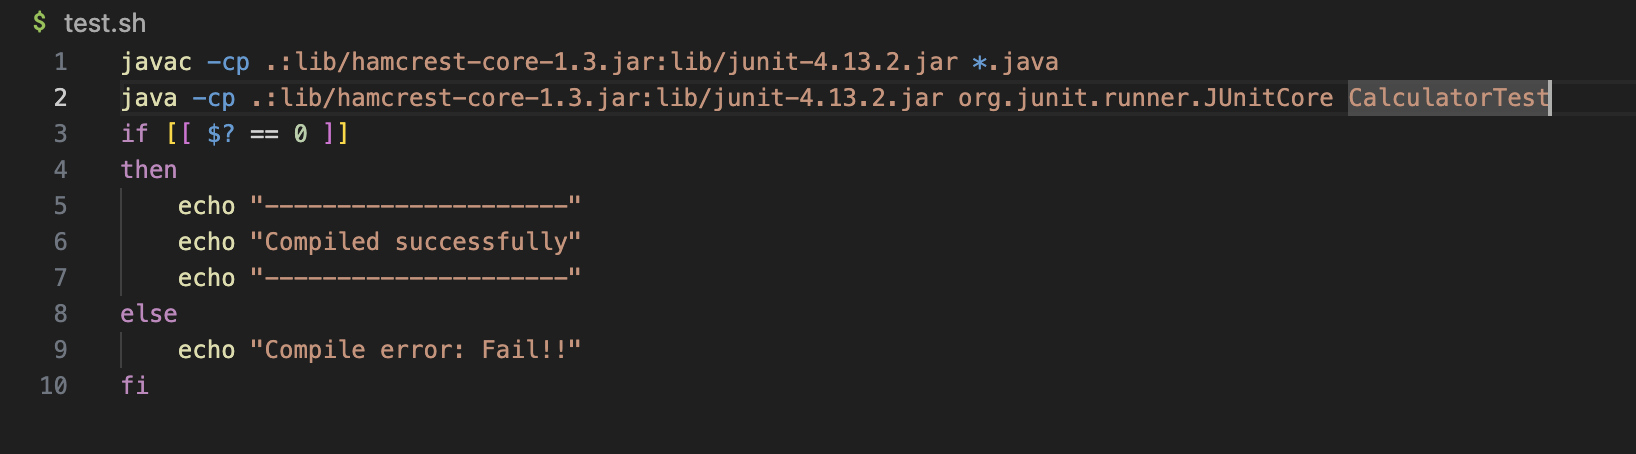 $ test.sh
1 javac -cp .:lib/hamcrest-core-1.3.jar:lib/junit-4.13.2.jar *.java
2 java -cp .:lib/hamcrest-core-1.3.jar:lib/junit-4.13.2.jar org.junit.runner.JUnitCore CalculatorTest
3 if [[ $? == 0 ]]
4 then
5     echo "---------------------"
6     echo "Compiled successfully"
7     echo "---------------------"
8 else
9     echo "Compile error: Fail!!"
10 fi